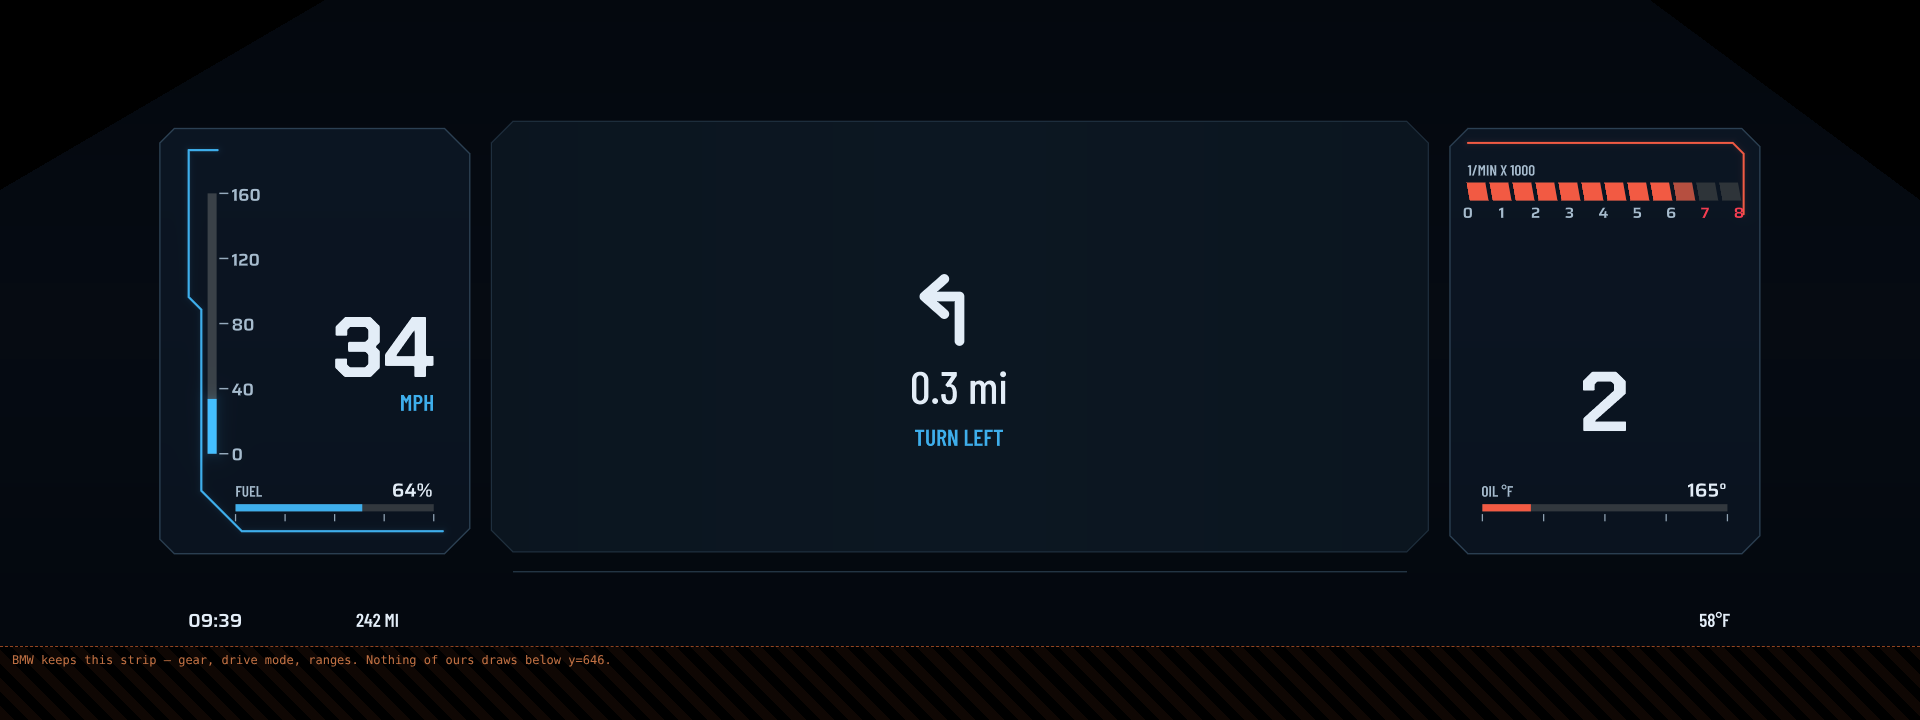 160
120
80
40
0
34
MPH
FUEL 64%
0.3 mi
TURN LEFT
1/MIN X 1000
0 1 2 3 4 5 6 7 8
2
OIL °F 165°
09:39 242 MI 58°F
BMW keeps this strip — gear, drive mode, ranges. Nothing of ours draws below y=646.